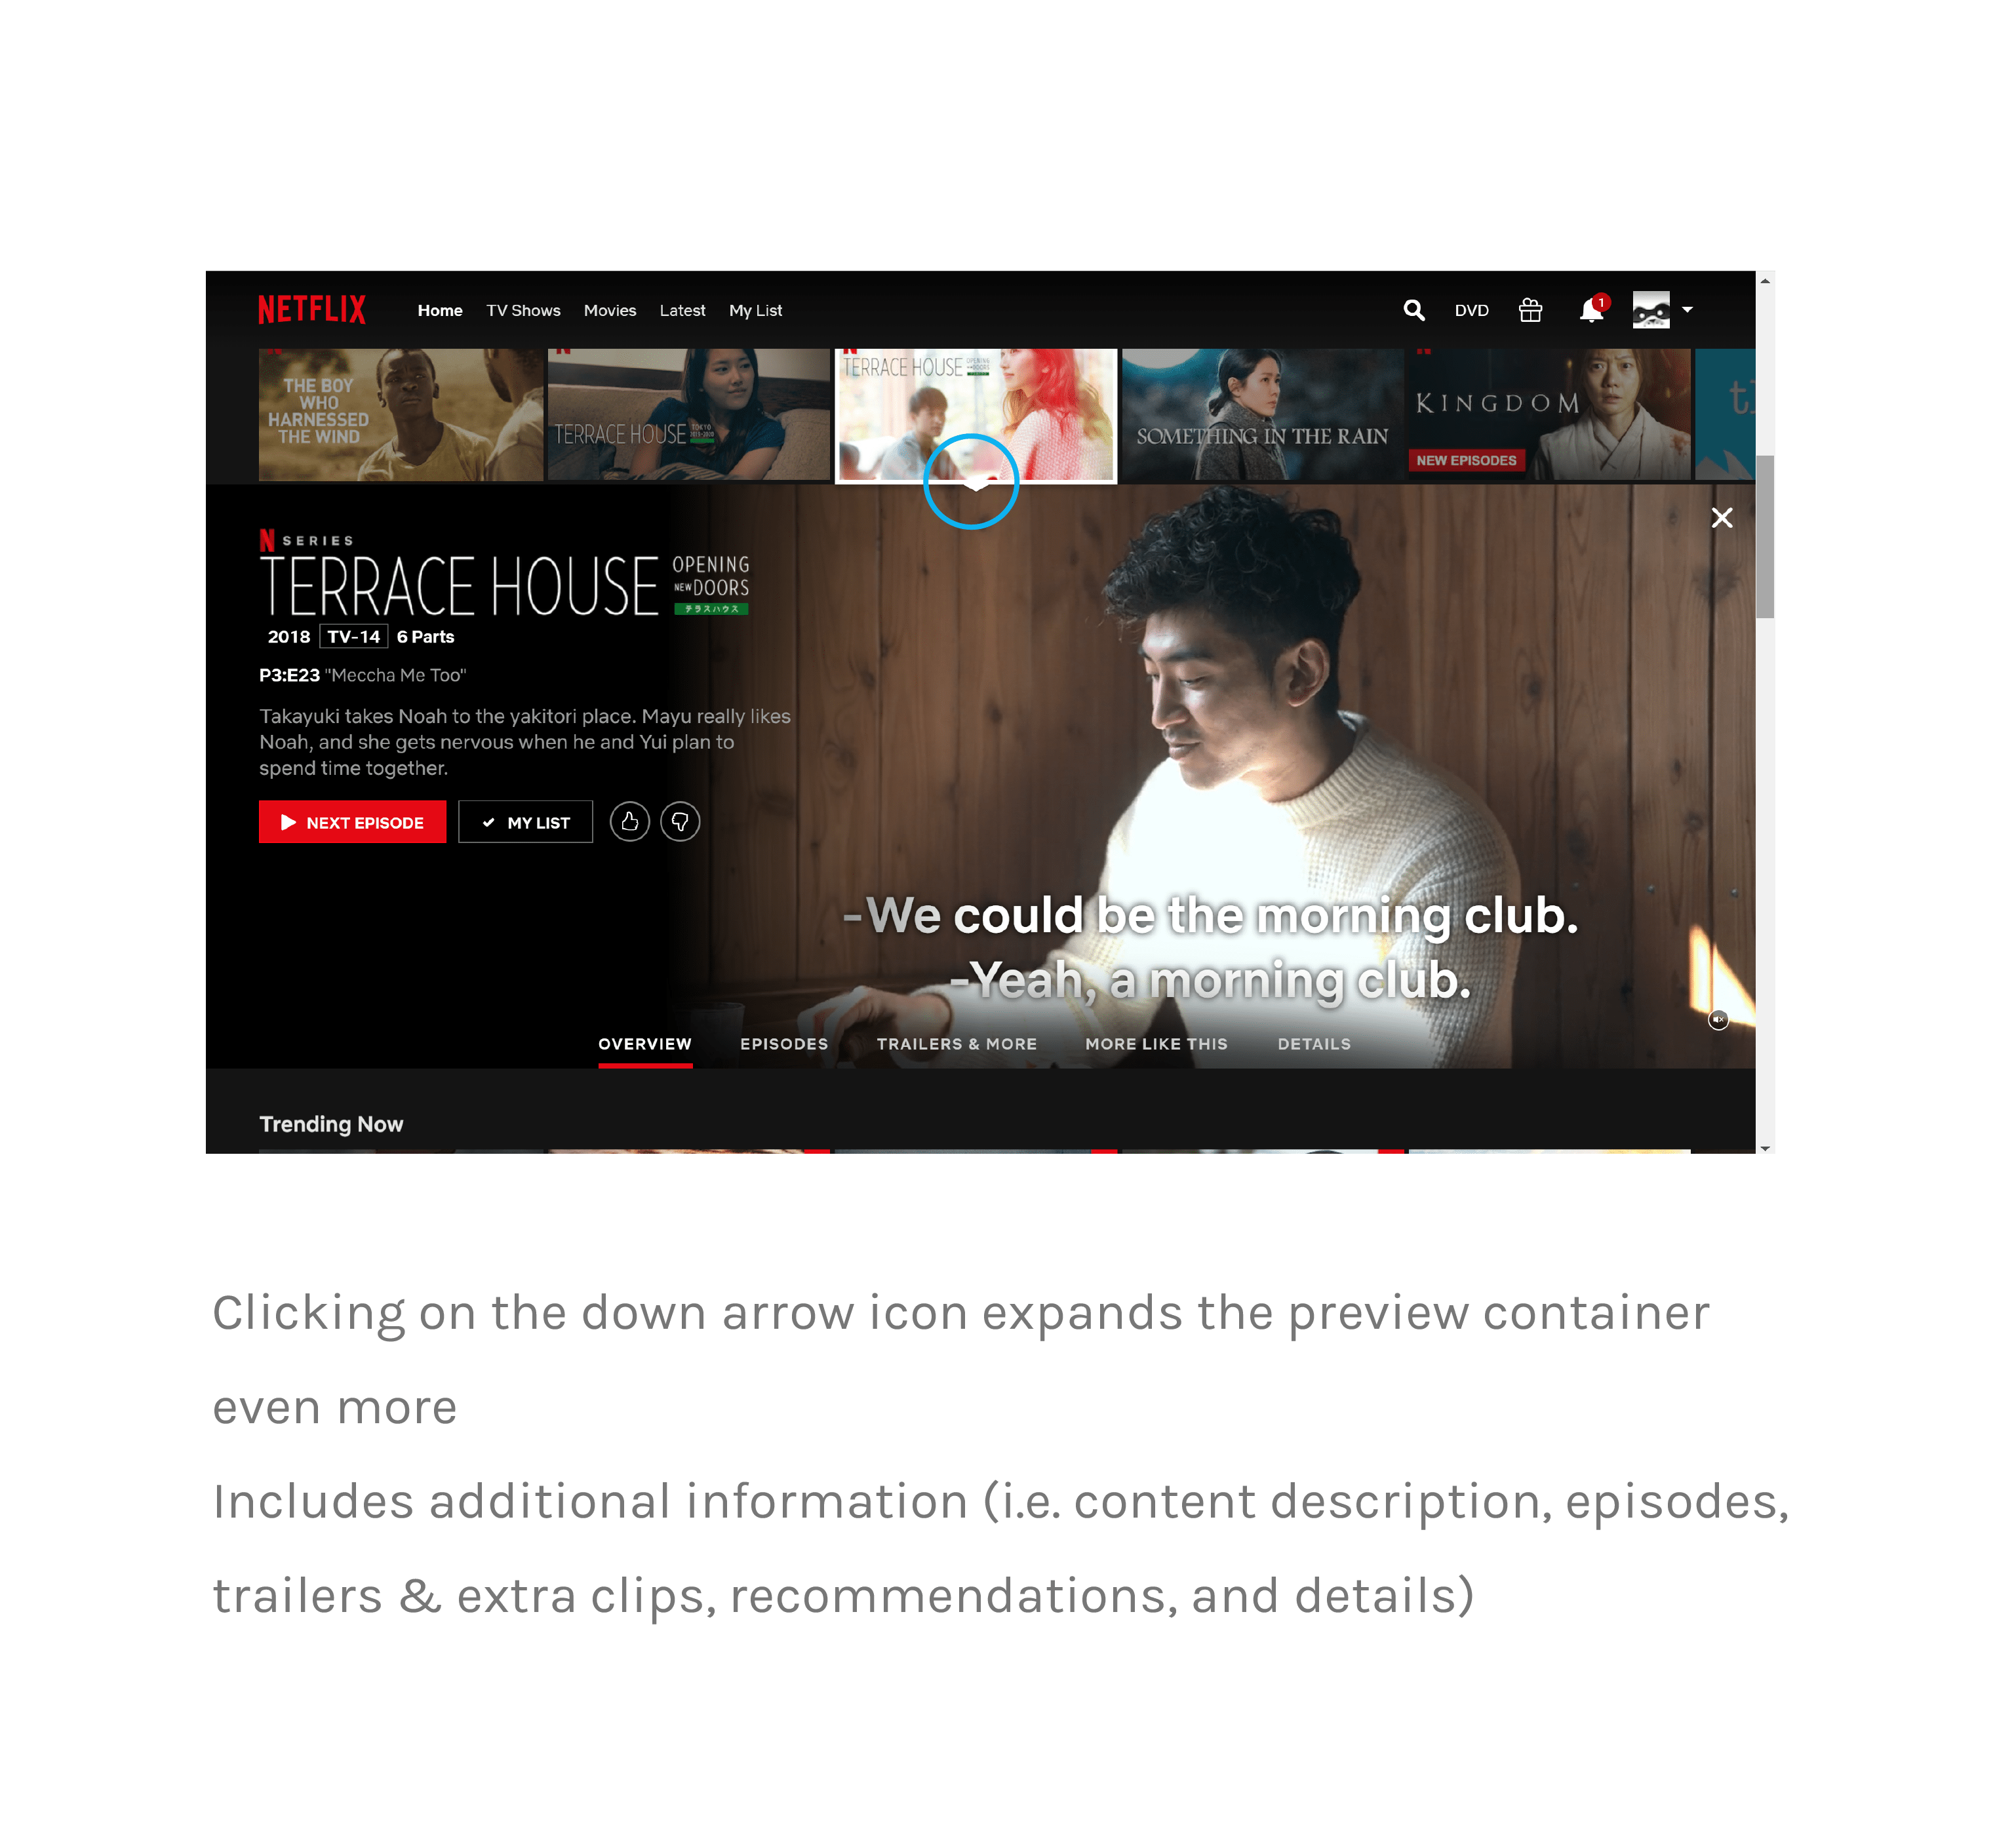 NETFLIX Home TV Shows Movies Latest My List DVD 1
THE BOY
WHO
HARNESSED
THE WIND
TERRACE HOUSE TOKYO 2019-2020
TERRACE HOUSE OPENING NEW DOORS
SOMETHING IN THE RAIN
KINGDOM
NEW EPISODES
N SERIES
TERRACE HOUSE OPENING
NEW DOORS
テラスハウス
2018 TV-14 6 Parts
P3:E23 "Meccha Me Too"
Takayuki takes Noah to the yakitori place. Mayu really likes
Noah, and she gets nervous when he and Yui plan to
spend time together.
NEXT EPISODE MY LIST
-We could be the morning club.
-Yeah, a morning club.
OVERVIEW EPISODES TRAILERS & MORE MORE LIKE THIS DETAILS
Trending Now
Clicking on the down arrow icon expands the preview container
even more
Includes additional information (i.e. content description, episodes,
trailers & extra clips, recommendations, and details)